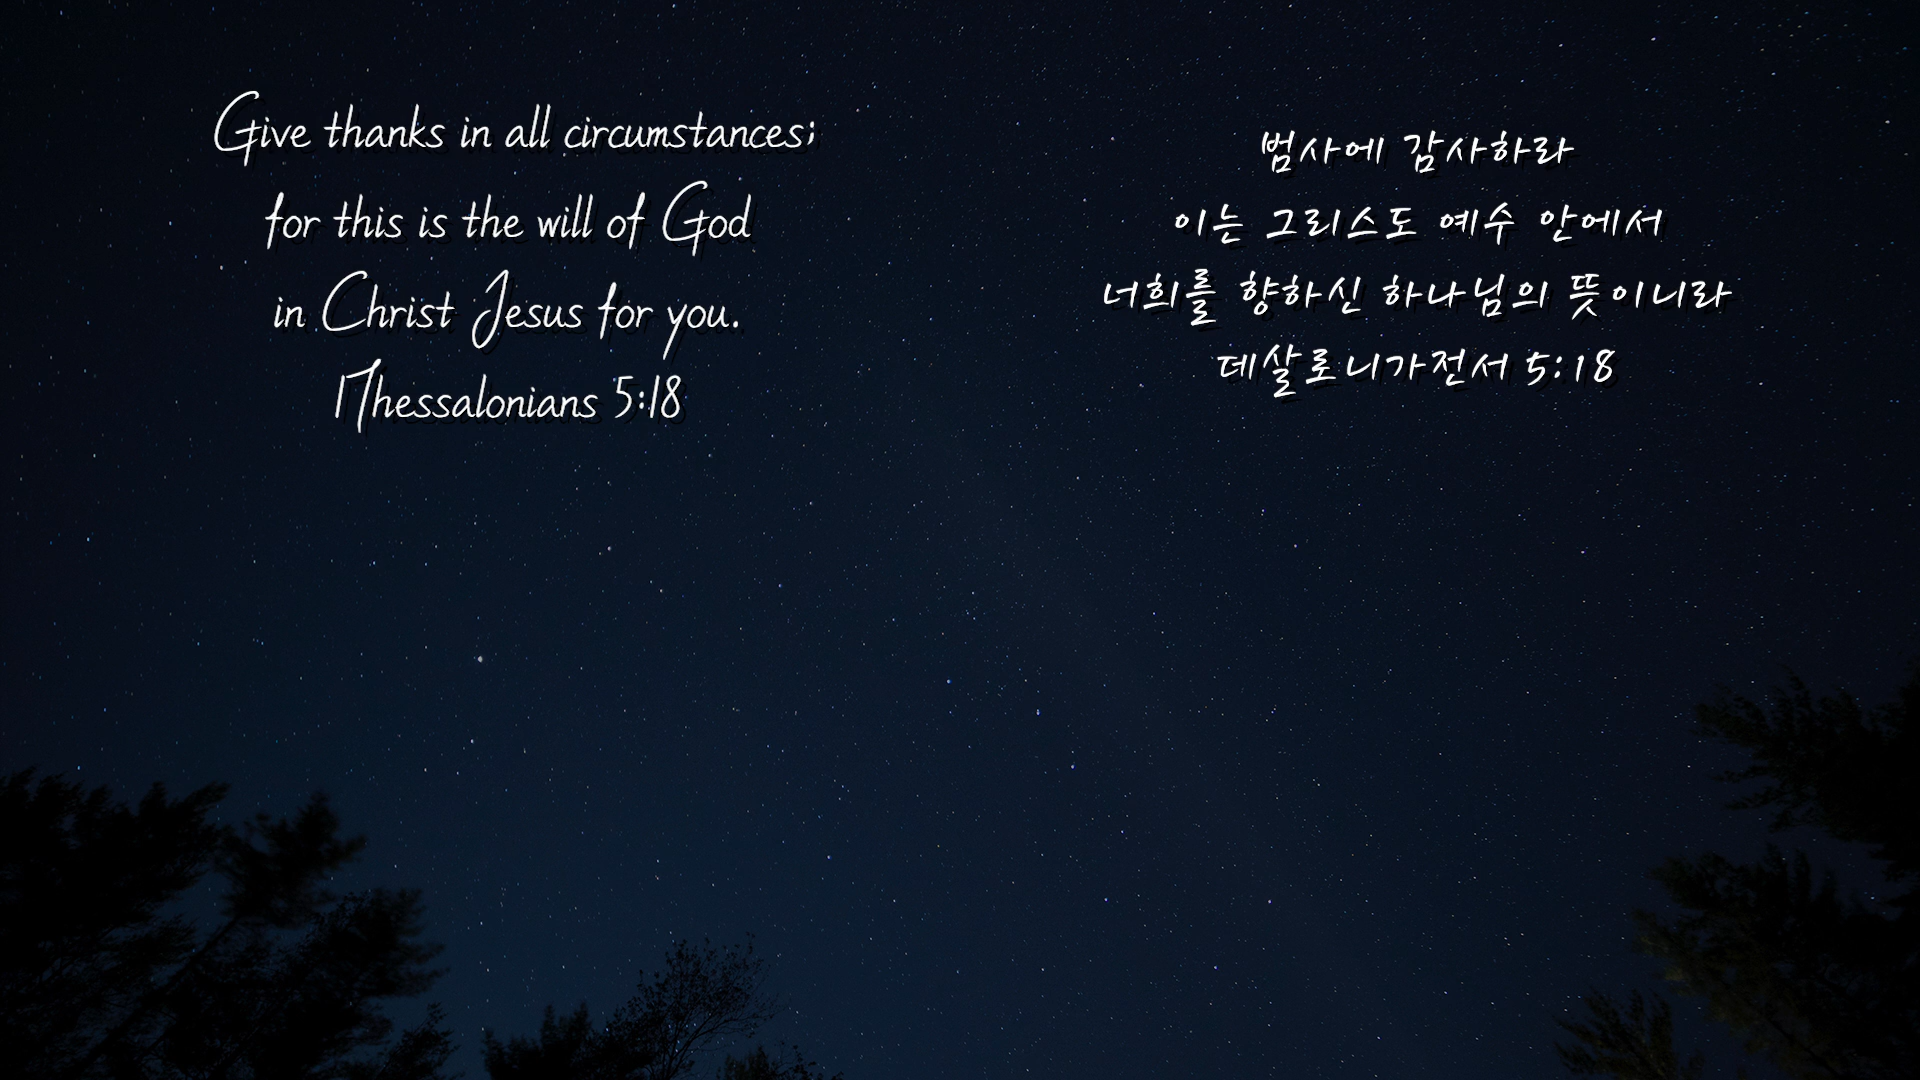 Give thanks in all circumstances;
for this is the will of God
in Christ Jesus for you.
1Thessalonians 5:18
범사에 감사하라
이는 그리스도 예수 안에서
너희를 향하신 하나님의 뜻이니라
데살로니가전서 5:18